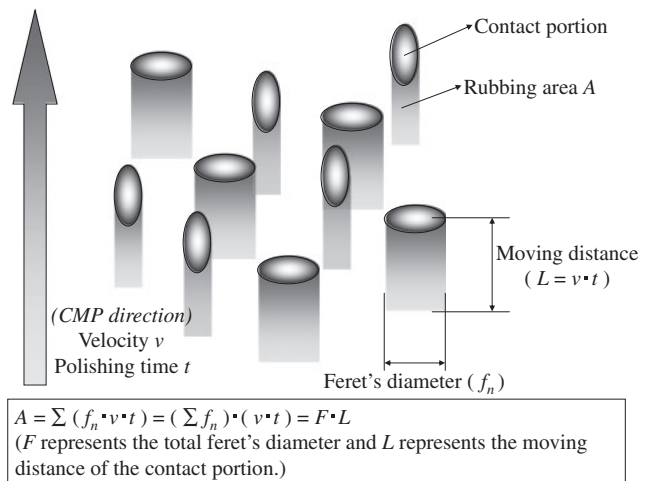 Contact portion
Rubbing area A
Moving distance
( L = v▪t )
(CMP direction)
Velocity v
Polishing time t
Feret's diameter ( fₙ )
A = ∑ ( fₙ▪v▪t ) = ( ∑ fₙ )▪( v▪t ) = F▪L
(F represents the total feret's diameter and L represents the moving
distance of the contact portion.)